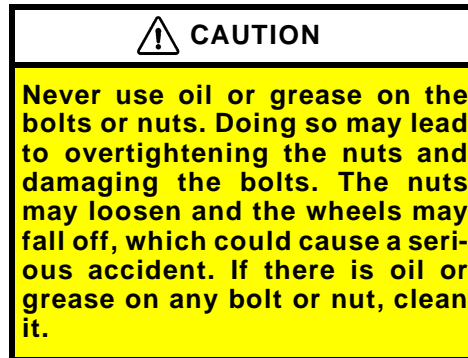 CAUTION
Never use oil or grease on the
bolts or nuts. Doing so may lead
to overtightening the nuts and
damaging the bolts. The nuts
may loosen and the wheels may
fall off, which could cause a seri-
ous accident. If there is oil or
grease on any bolt or nut, clean
it.